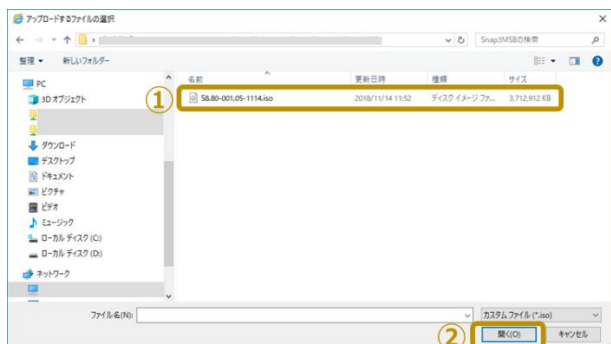 アップロードするファイルの選択
Snap3MSBの検索
整理 新しいフォルダー
名前 更新日時 種類 サイズ
PC
3D オブジェクト
① S8.80-001.05-1114.iso 2018/11/14 11:52 ディスク イメージ ファ... 3,712,912 KB
ダウンロード
デスクトップ
ドキュメント
ピクチャ
ビデオ
ミュージック
ローカル ディスク (C:)
ローカル ディスク (D:)
ネットワーク
ファイル名(N): カスタム ファイル (*.iso)
② 開く(O) キャンセル